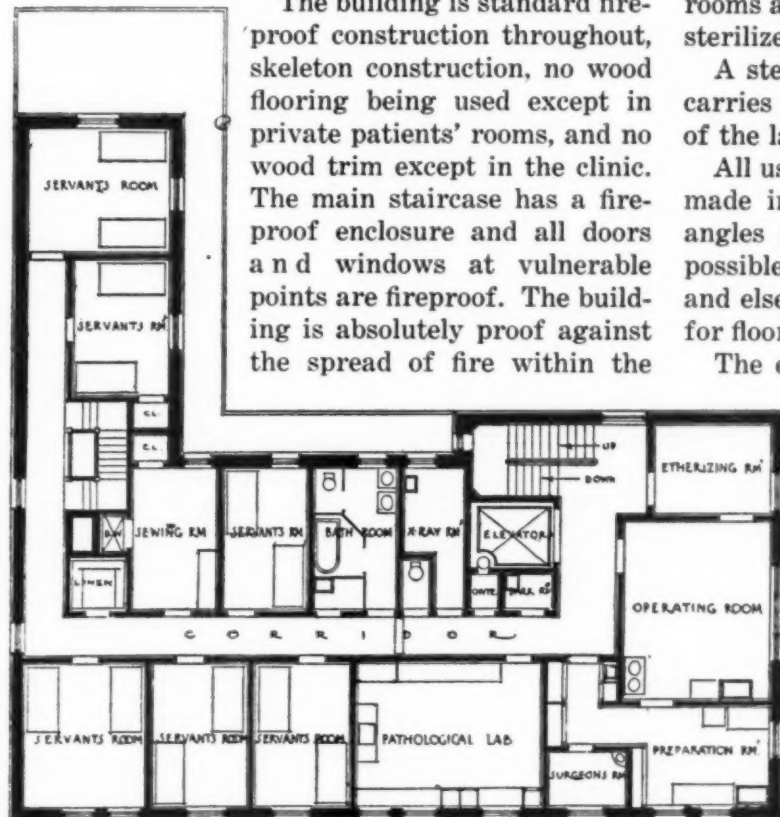 The building is standard fire-
proof construction throughout,
skeleton construction, no wood
flooring being used except in
private patients' rooms, and no
wood trim except in the clinic.
The main staircase has a fire-
proof enclosure and all doors
and windows at vulnerable
points are fireproof. The build-
ing is absolutely proof against
the spread of fire within the
rooms a
sterilize
A ste
carries
of the la
All us
made in
angles
possible
and else
for floor
The e
SERVANTS ROOM
SERVANTS RM
CL.
CL.
UP
DOWN
ETHERIZING RM
SEWING RM
SERVANTS RM
BATH ROOM
X-RAY RM
ELEVATOR
LINEN
DARK RM
OPERATING ROOM
CORRIDOR
SERVANTS ROOM
SERVANTS ROOM
SERVANTS ROOM
PATHOLOGICAL LAB
SURGEONS RM
PREPARATION RM.